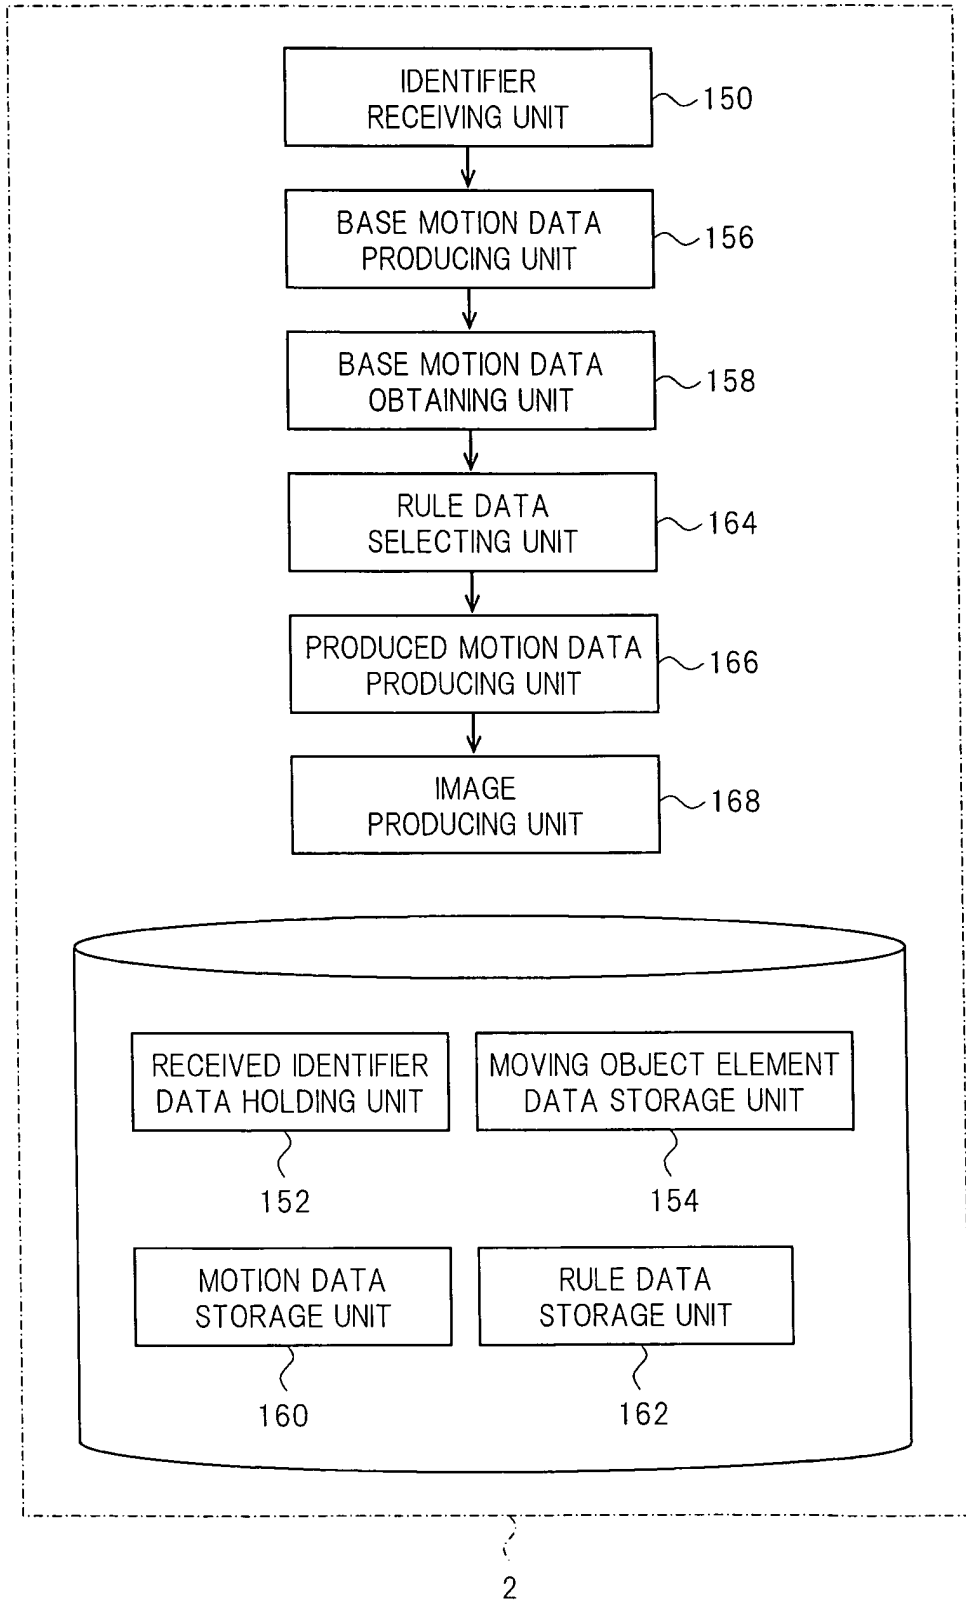 IDENTIFIER
RECEIVING UNIT
150
BASE MOTION DATA
PRODUCING UNIT
156
BASE MOTION DATA
OBTAINING UNIT
158
RULE DATA
SELECTING UNIT
164
PRODUCED MOTION DATA
PRODUCING UNIT
166
IMAGE
PRODUCING UNIT
168
RECEIVED IDENTIFIER
DATA HOLDING UNIT
152
MOVING OBJECT ELEMENT
DATA STORAGE UNIT
154
MOTION DATA
STORAGE UNIT
160
RULE DATA
STORAGE UNIT
162
2